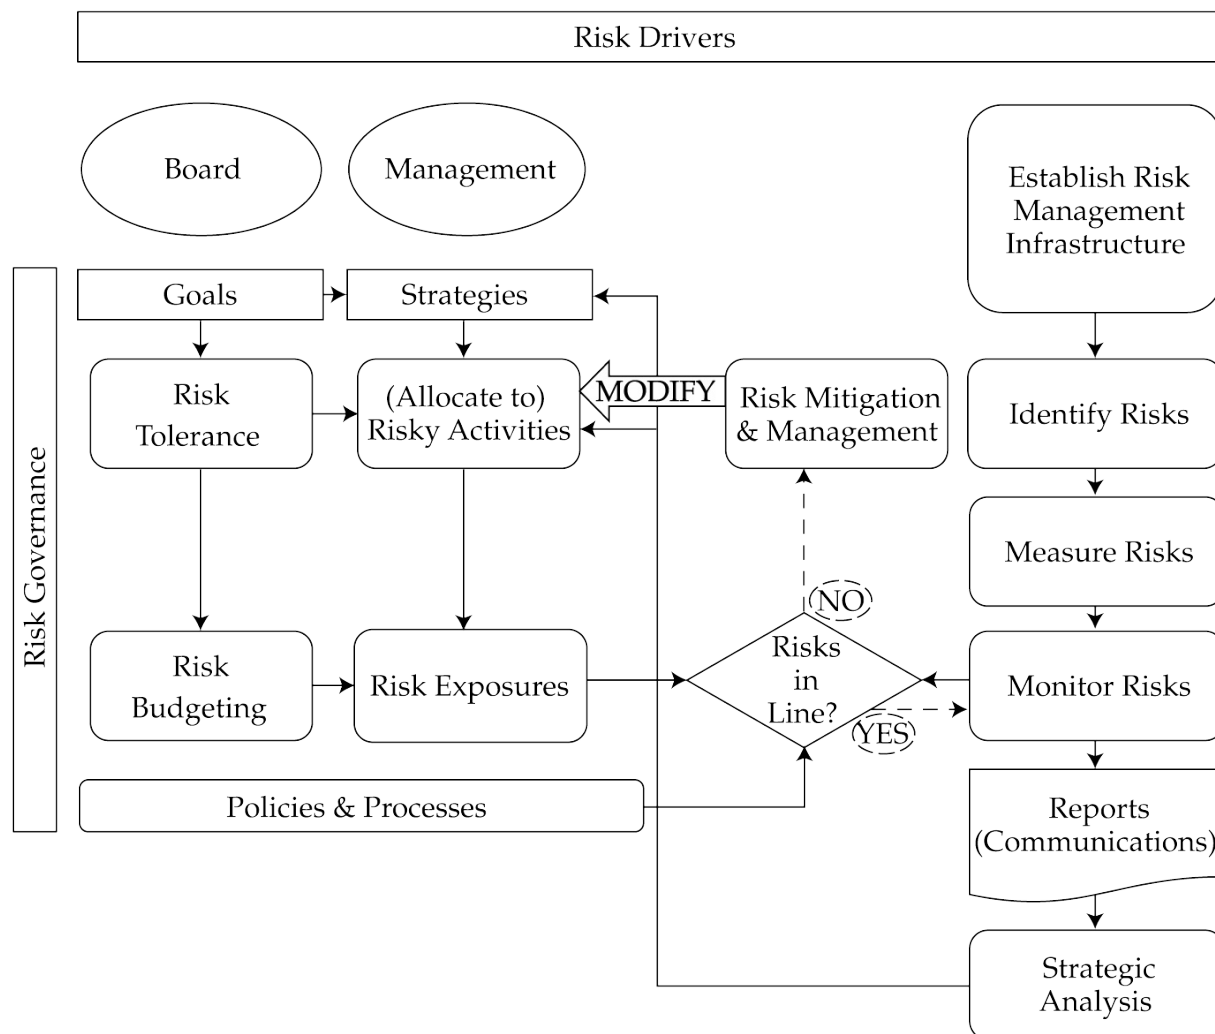 Risk Drivers
Board
Management
Establish Risk
Management
Infrastructure
Risk Governance
Goals
Strategies
Risk
Tolerance
(Allocate to)
Risky Activities
MODIFY
Risk Mitigation
& Management
Identify Risks
Measure Risks
NO
Risk
Budgeting
Risk Exposures
Risks
in
Line?
YES
Monitor Risks
Policies & Processes
Reports
(Communications)
Strategic
Analysis